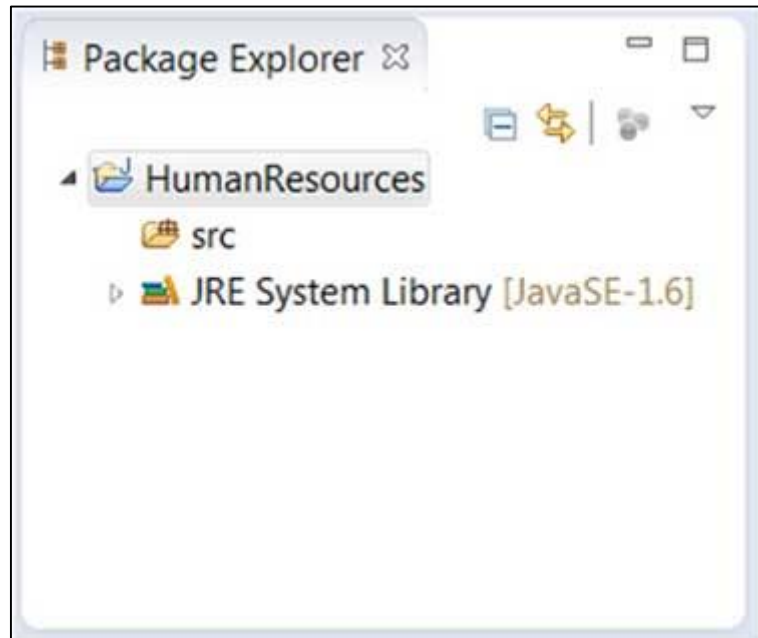 Package Explorer
HumanResources
src
JRE System Library [JavaSE-1.6]